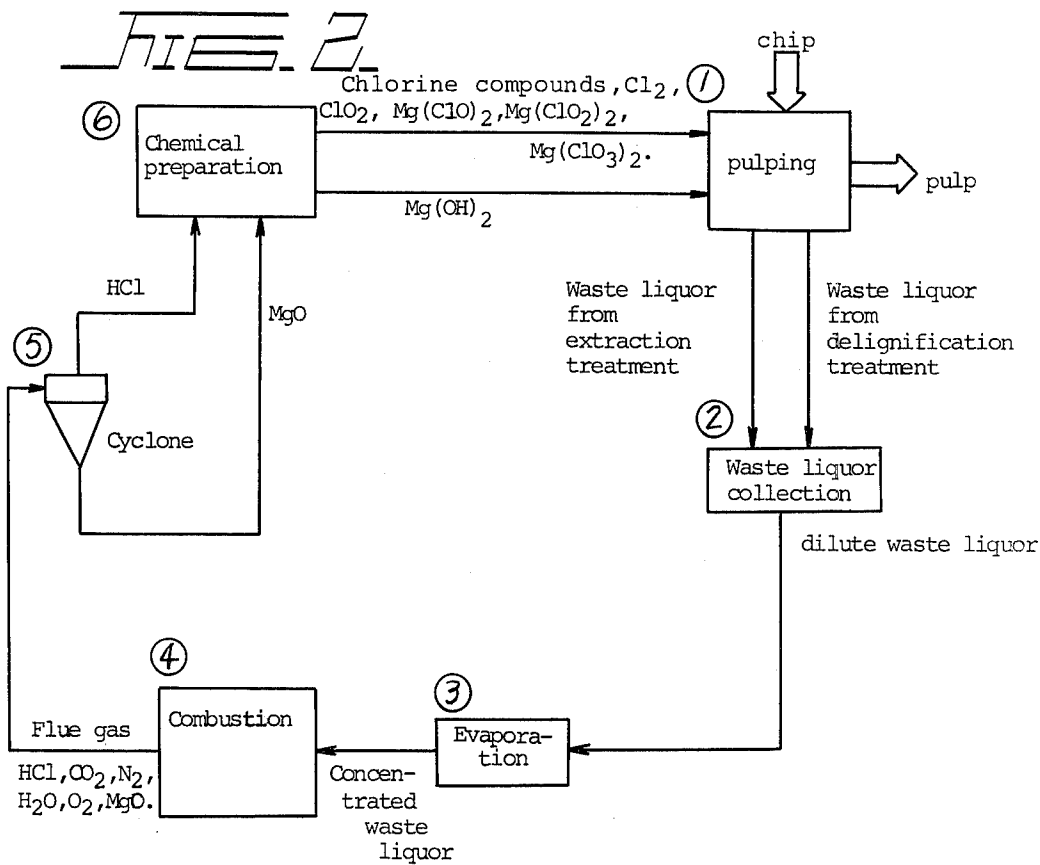 FIG. 2.
chip
Chlorine compounds, Cl₂, ①
⑥
ClO₂, Mg(ClO)₂, Mg(ClO₂)₂,
Mg(ClO₃)₂.
Chemical
preparation
pulping
pulp
Mg(OH)₂
HCl
MgO
Waste liquor
from
extraction
treatment
Waste liquor
from
delignification
treatment
⑤
Cyclone
②
Waste liquor
collection
dilute waste liquor
④
Combustion
③
Evapora-
tion
Flue gas
HCl, CO₂, N₂,
H₂O, O₂, MgO.
Concen-
trated
waste
liquor